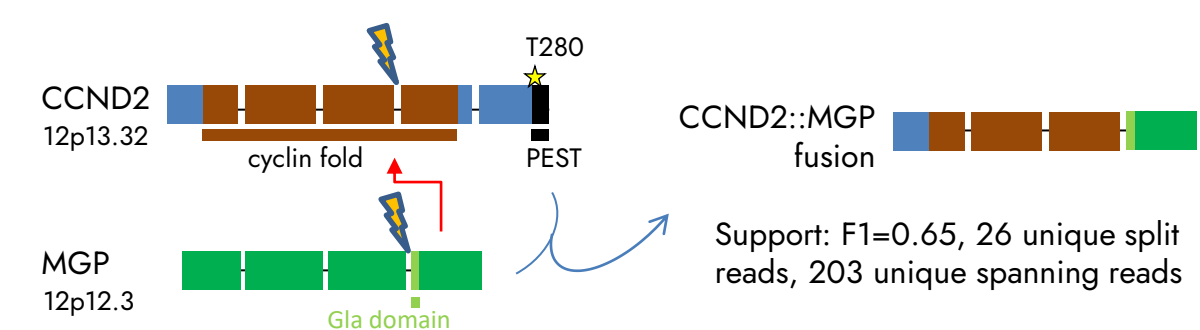 T280
CCND2
12p13.32
cyclin fold
PEST
MGP
12p12.3
Gla domain
CCND2::MGP
fusion
Support: F1=0.65, 26 unique split
reads, 203 unique spanning reads